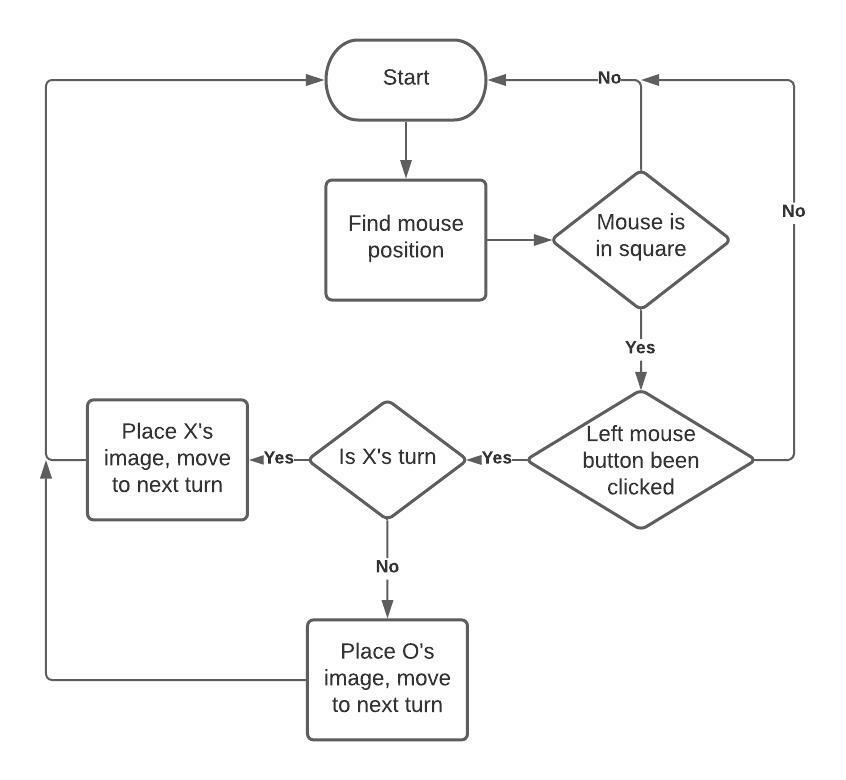 Start
No
Find mouse
position
Mouse is
in square
No
Yes
Place X's
image, move
to next turn
Yes
Is X's turn
Yes
Left mouse
button been
clicked
No
Place O's
image, move
to next turn